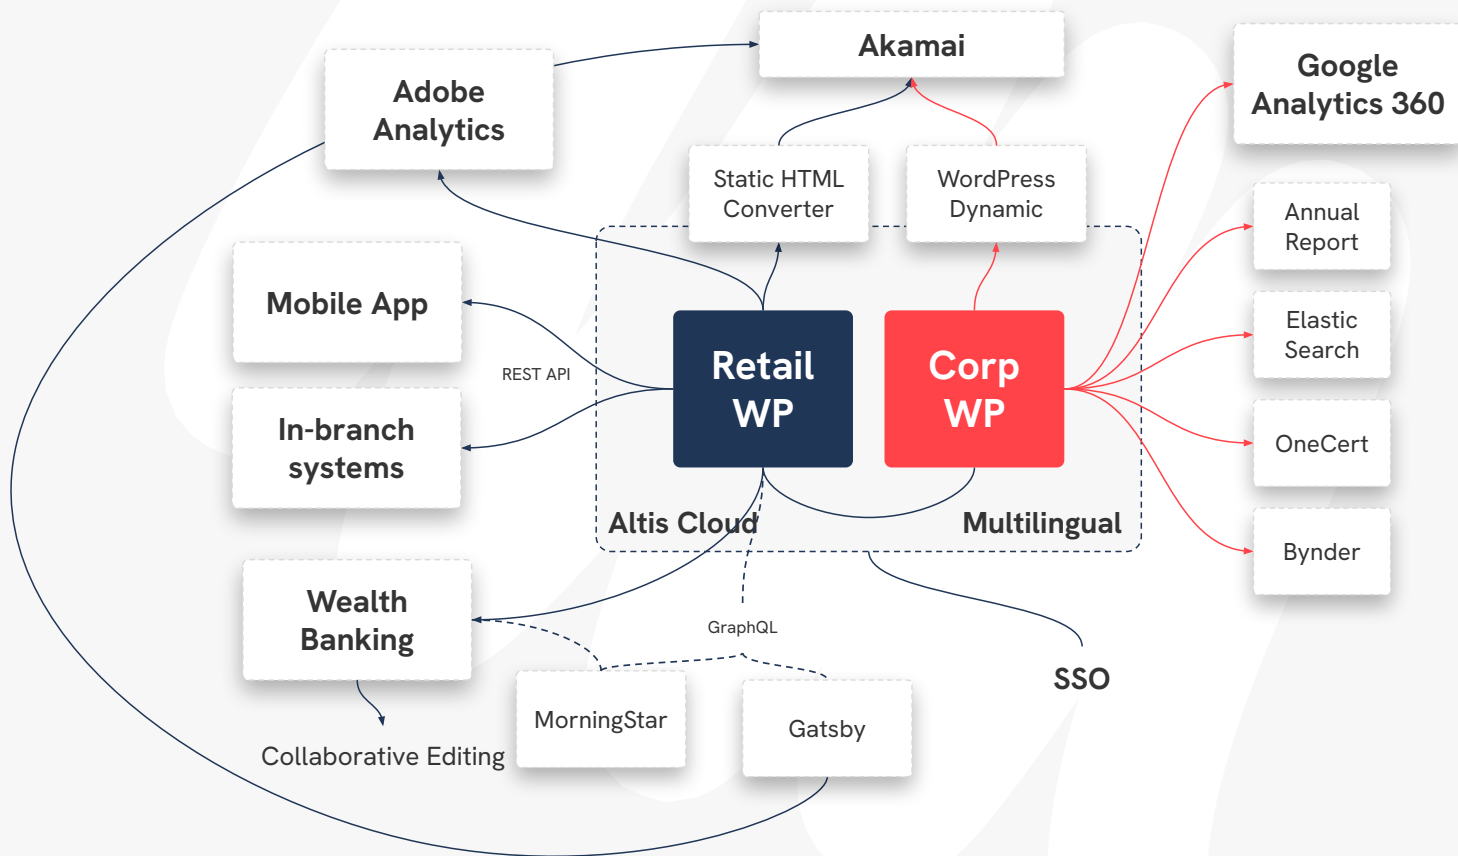 Akamai
Google
Analytics 360
Adobe
Analytics
Static HTML
Converter
WordPress
Dynamic
Annual
Report
Mobile App
Elastic
Search
REST API
Retail
WP
Corp
WP
In-branch
systems
OneCert
Altis Cloud
Multilingual
Bynder
Wealth
Banking
GraphQL
SSO
MorningStar
Gatsby
Collaborative Editing